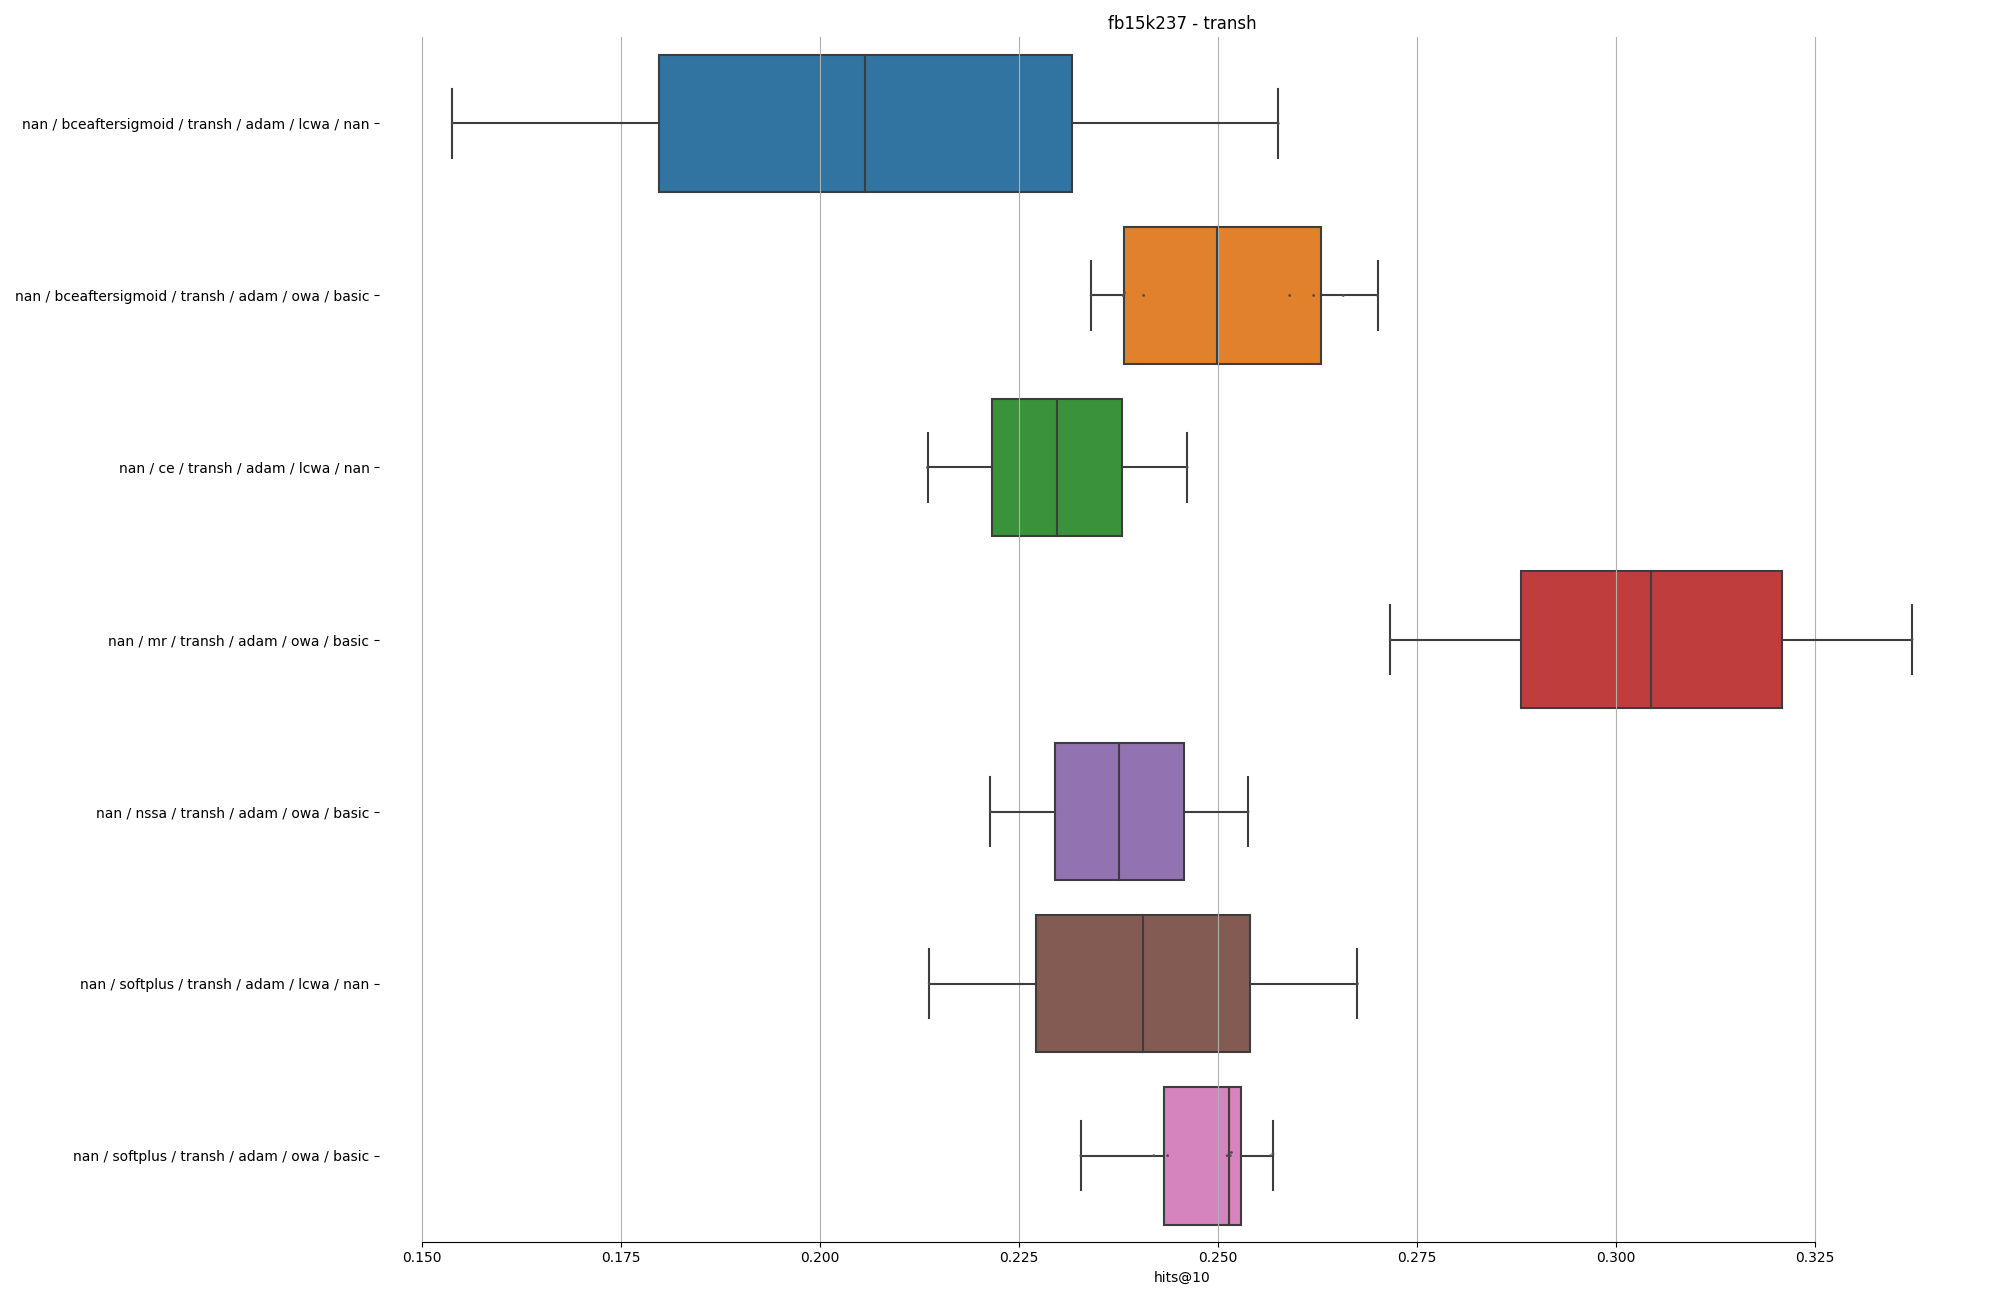 fb15k237 - transh
nan / bceaftersigmoid / transh / adam / lcwa / nan
nan / bceaftersigmoid / transh / adam / owa / basic
nan / ce / transh / adam / lcwa / nan
nan / mr / transh / adam / owa / basic
nan / nssa / transh / adam / owa / basic
nan / softplus / transh / adam / lcwa / nan
nan / softplus / transh / adam / owa / basic
0.150 0.175 0.200 0.225 0.250 0.275 0.300 0.325
hits@10